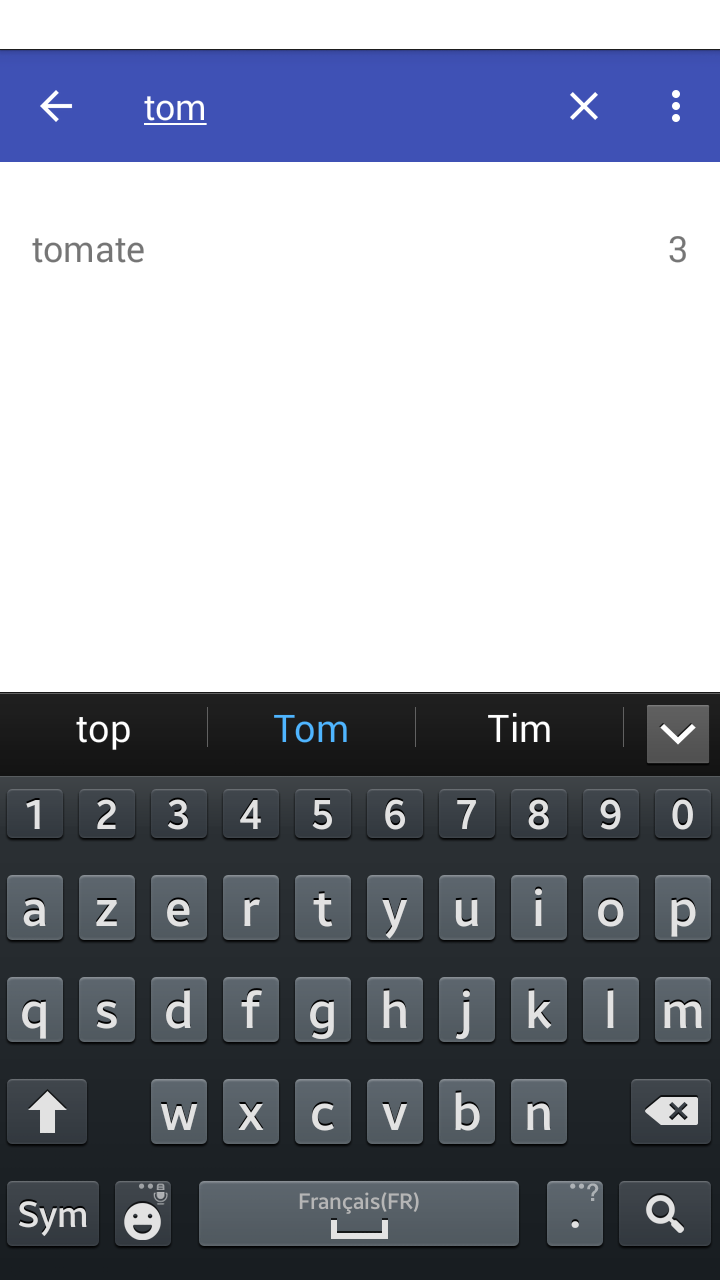 tom
tomate 3
top Tom Tim
1 2 3 4 5 6 7 8 9 0
a z e r t y u i o p
q s d f g h j k l m
w x c v b n
Sym Français(FR) . ?